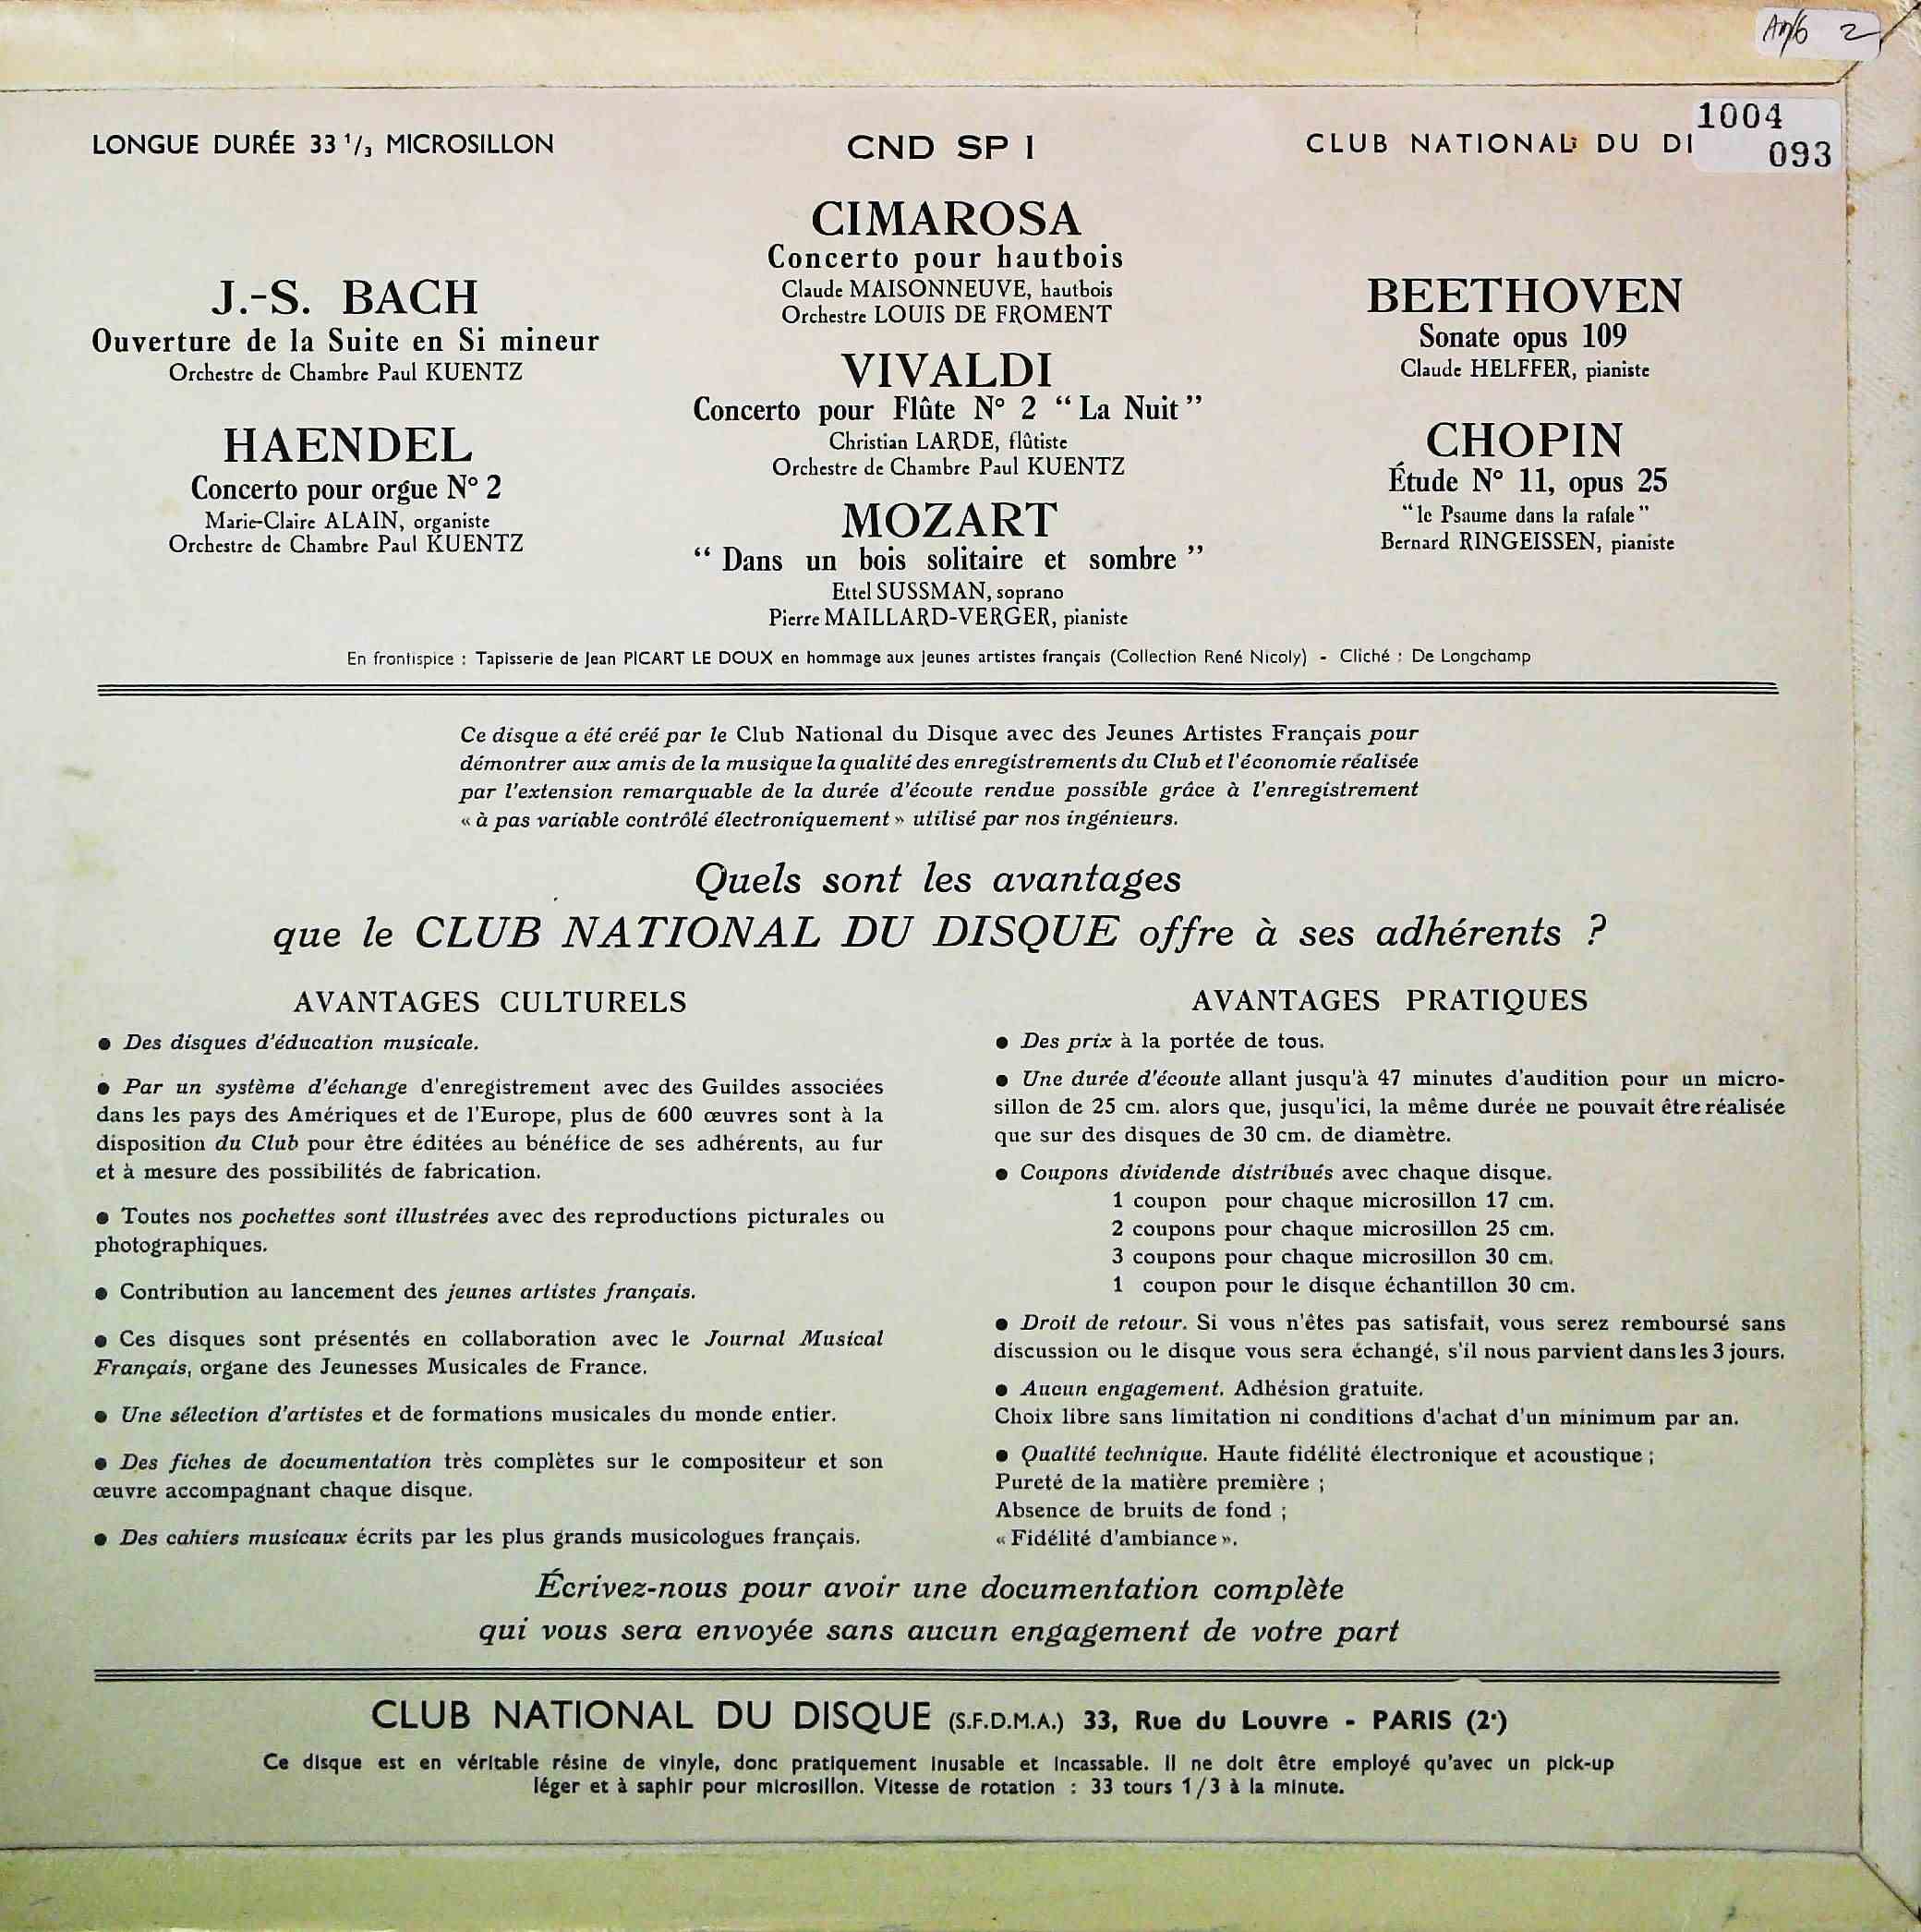 LONGUE DURÉE 33 1/3 MICROSILLON
CND SP 1
CLUB NATIONAL DU DI
1004
093
J.-S. BACH
Ouverture de la Suite en Si mineur
Orchestre de Chambre Paul KUENTZ
HAENDEL
Concerto pour orgue N° 2
Marie-Claire ALAIN, organiste
Orchestre de Chambre Paul KUENTZ
CIMAROSA
Concerto pour hautbois
Claude MAISONNEUVE, hautbois
Orchestre LOUIS DE FROMENT
VIVALDI
Concerto pour Flûte N° 2 “La Nuit”
Christian LARDE, flûtiste
Orchestre de Chambre Paul KUENTZ
MOZART
“ Dans un bois solitaire et sombre ”
Ettel SUSSMAN, soprano
Pierre MAILLARD-VERGER, pianiste
BEETHOVEN
Sonate opus 109
Claude HELFFER, pianiste
CHOPIN
Étude N° 11, opus 25
“le Psaume dans la rafale”
Bernard RINGEISSEN, pianiste
En frontispice : Tapisserie de Jean PICART LE DOUX en hommage aux jeunes artistes français (Collection René Nicoly) - Cliché : De Longchamp
Ce disque a été créé par le Club National du Disque avec des Jeunes Artistes Français pour
démontrer aux amis de la musique la qualité des enregistrements du Club et l'économie réalisée
par l'extension remarquable de la durée d'écoute rendue possible grâce à l'enregistrement
« à pas variable contrôlé électroniquement » utilisé par nos ingénieurs.
Quels sont les avantages
que le CLUB NATIONAL DU DISQUE offre à ses adhérents ?
AVANTAGES CULTURELS
● Des disques d'éducation musicale.
● Par un système d'échange d'enregistrement avec des Guildes associées
dans les pays des Amériques et de l'Europe, plus de 600 œuvres sont à la
disposition du Club pour être éditées au bénéfice de ses adhérents, au fur
et à mesure des possibilités de fabrication.
● Toutes nos pochettes sont illustrées avec des reproductions picturales ou
photographiques.
● Contribution au lancement des jeunes artistes français.
● Ces disques sont présentés en collaboration avec le Journal Musical
Français, organe des Jeunesses Musicales de France.
● Une sélection d'artistes et de formations musicales du monde entier.
● Des fiches de documentation très complètes sur le compositeur et son
œuvre accompagnant chaque disque.
● Des cahiers musicaux écrits par les plus grands musicologues français.
AVANTAGES PRATIQUES
● Des prix à la portée de tous.
● Une durée d'écoute allant jusqu'à 47 minutes d'audition pour un micro-
sillon de 25 cm. alors que, jusqu'ici, la même durée ne pouvait être réalisée
que sur des disques de 30 cm. de diamètre.
● Coupons dividende distribués avec chaque disque.
1 coupon pour chaque microsillon 17 cm.
2 coupons pour chaque microsillon 25 cm.
3 coupons pour chaque microsillon 30 cm.
1 coupon pour le disque échantillon 30 cm.
● Droit de retour. Si vous n'êtes pas satisfait, vous serez remboursé sans
discussion ou le disque vous sera échangé, s'il nous parvient dans les 3 jours.
● Aucun engagement. Adhésion gratuite.
Choix libre sans limitation ni conditions d'achat d'un minimum par an.
● Qualité technique. Haute fidélité électronique et acoustique ;
Pureté de la matière première ;
Absence de bruits de fond ;
« Fidélité d'ambiance ».
Écrivez-nous pour avoir une documentation complète
qui vous sera envoyée sans aucun engagement de votre part
CLUB NATIONAL DU DISQUE (S.F.D.M.A.) 33, Rue du Louvre - PARIS (2e)
Ce disque est en véritable résine de vinyle, donc pratiquement inusable et incassable. Il ne doit être employé qu'avec un pick-up
léger et à saphir pour microsillon. Vitesse de rotation : 33 tours 1/3 à la minute.